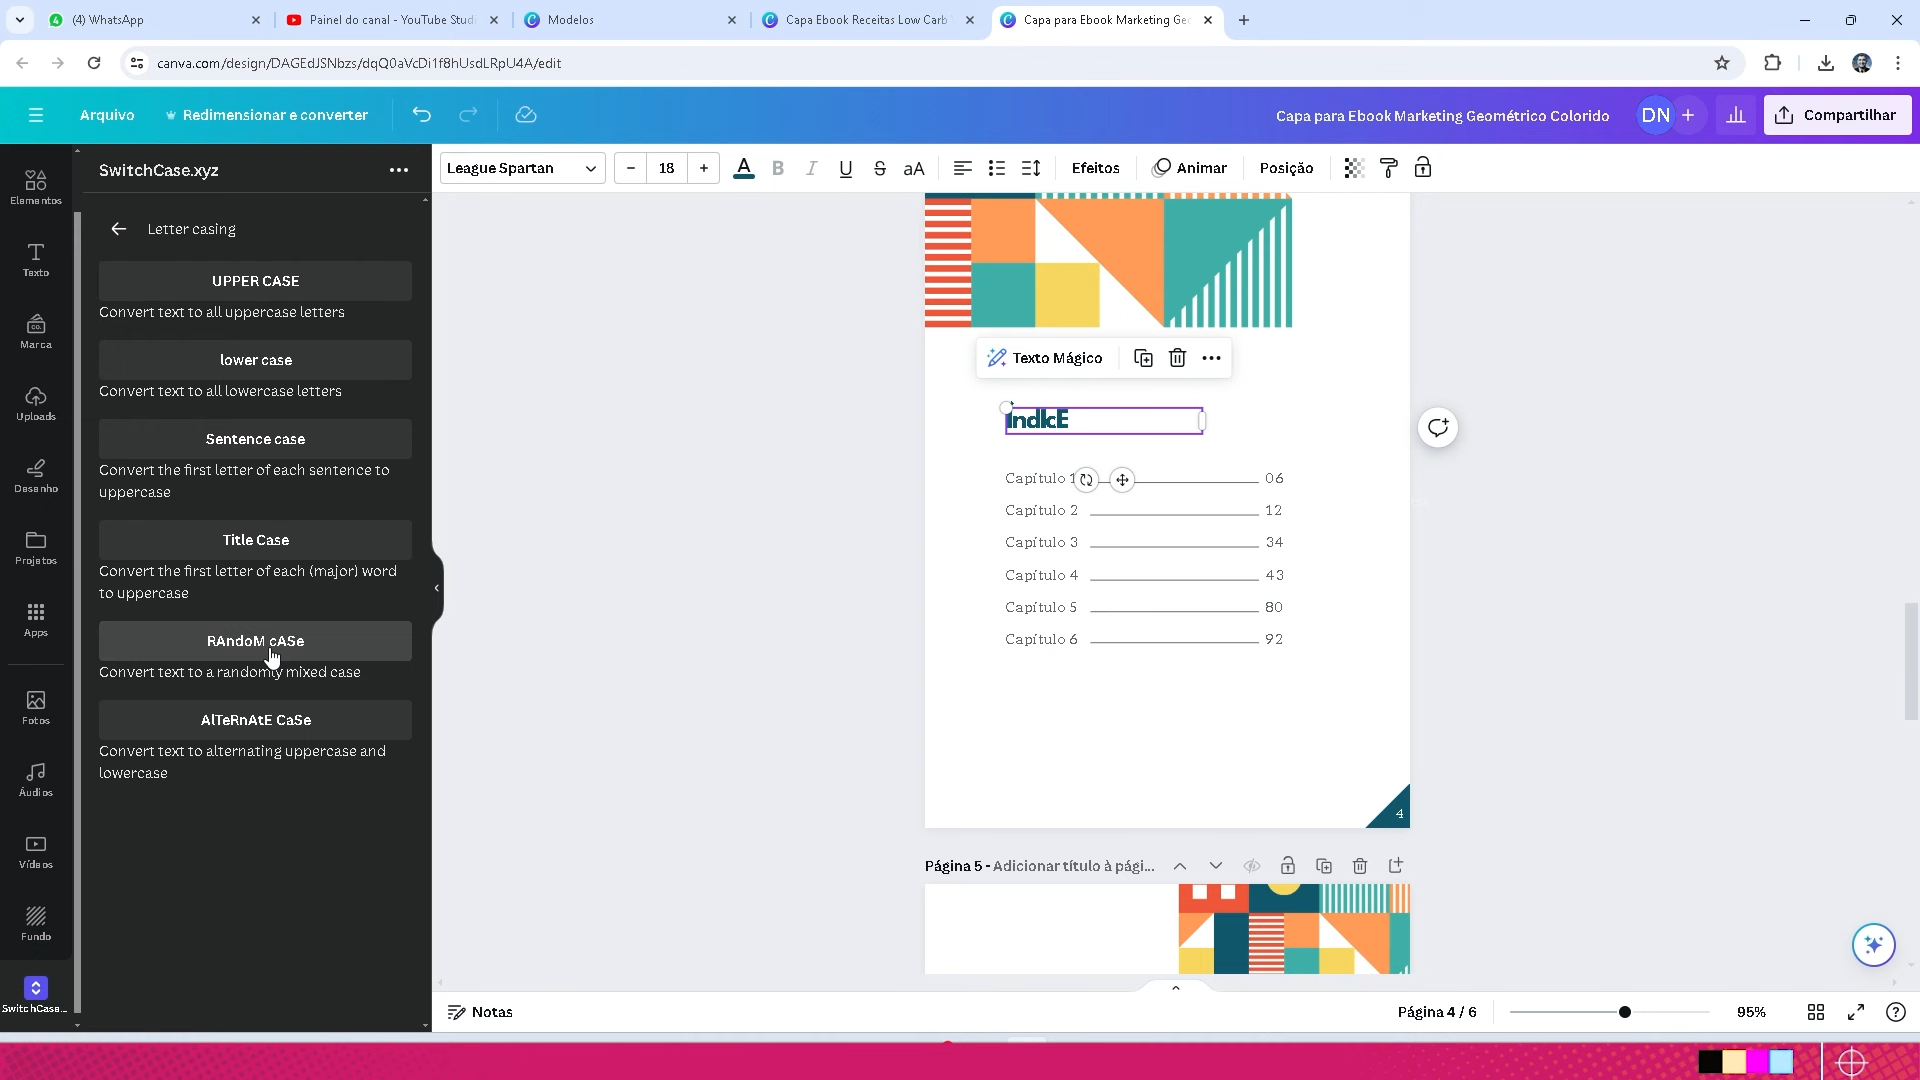 (4) WhatsApp
Painel do canal - YouTube Studi
Modelos
Capa Ebook Receitas Low Carb
Capa para Ebook Marketing Ge
canva.com/design/DAGEdJSNbzs/dqQ0aVcDi1f8hUsdLRpU4A/edit
Arquivo
Redimensionar e converter
Capa para Ebook Marketing Geométrico Colorido
DN
Compartilhar
SwitchCase.xyz
League Spartan
18
B
I
U
S
aA
Efeitos
Animar
Posição
Elementos
Texto
Marca
Uploads
Desenho
Projetos
Apps
Fotos
Áudios
Vídeos
Fundo
SwitchCase...
Letter casing
UPPER CASE
Convert text to all uppercase letters
lower case
Convert text to all lowercase letters
Sentence case
Convert the first letter of each sentence to
uppercase
Title Case
Convert the first letter of each (major) word
to uppercase
RAndoM cASe
Convert text to a randomly mixed case
AlTeRnAtE CaSe
Convert text to alternating uppercase and
lowercase
Texto Mágico
ÍndIcE
Capítulo 1 06
Capítulo 2 12
Capítulo 3 34
Capítulo 4 43
Capítulo 5 80
Capítulo 6 92
4
Página 5 - Adicionar título à pági...
Notas
Página 4 / 6
95%